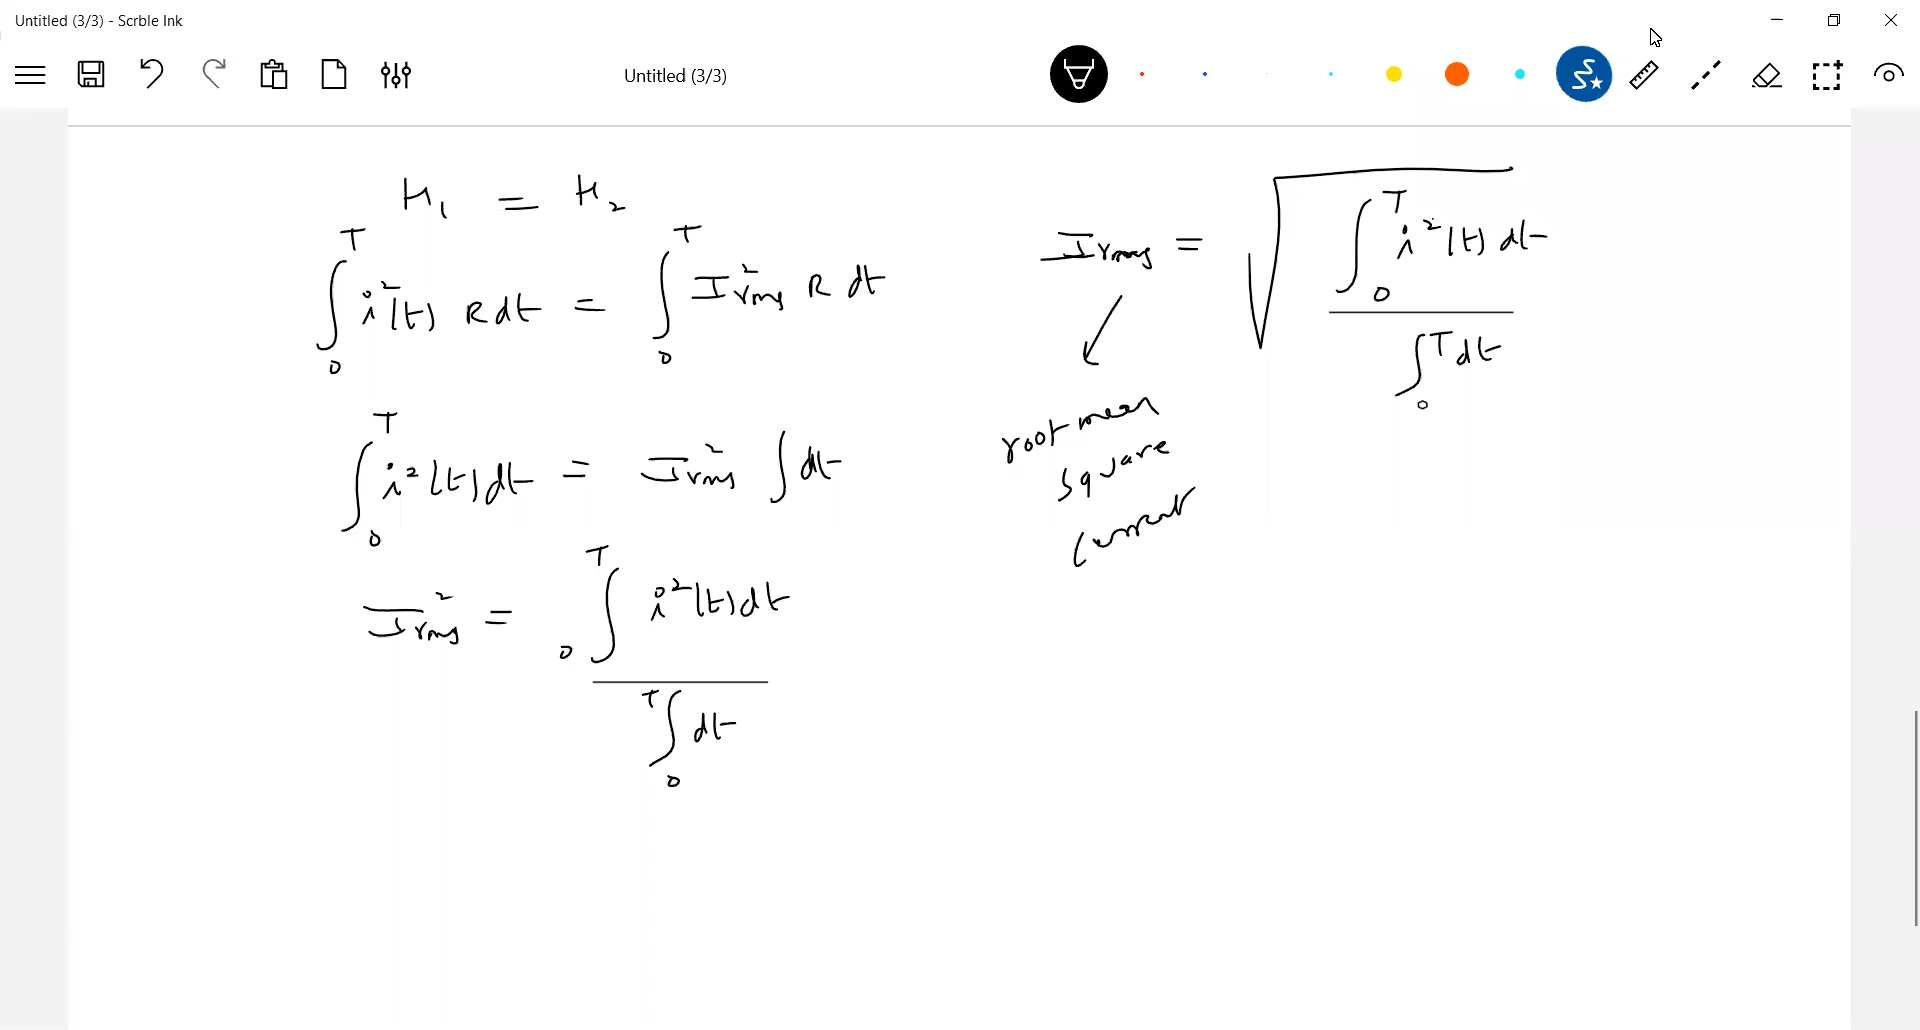 Untitled (3/3) - Scrble Ink
Untitled (3/3)
H₁ = H₂
∫₀ᵀ i²(t) R dt = ∫₀ᵀ I²rms R dt
∫₀ᵀ i²(t) dt = I²rms ∫ dt
I²rms = ∫₀ᵀ i²(t) dt / ∫₀ᵀ dt
Irms = √(∫₀ᵀ i²(t) dt / ∫₀ᵀ dt)
root mean
square
current